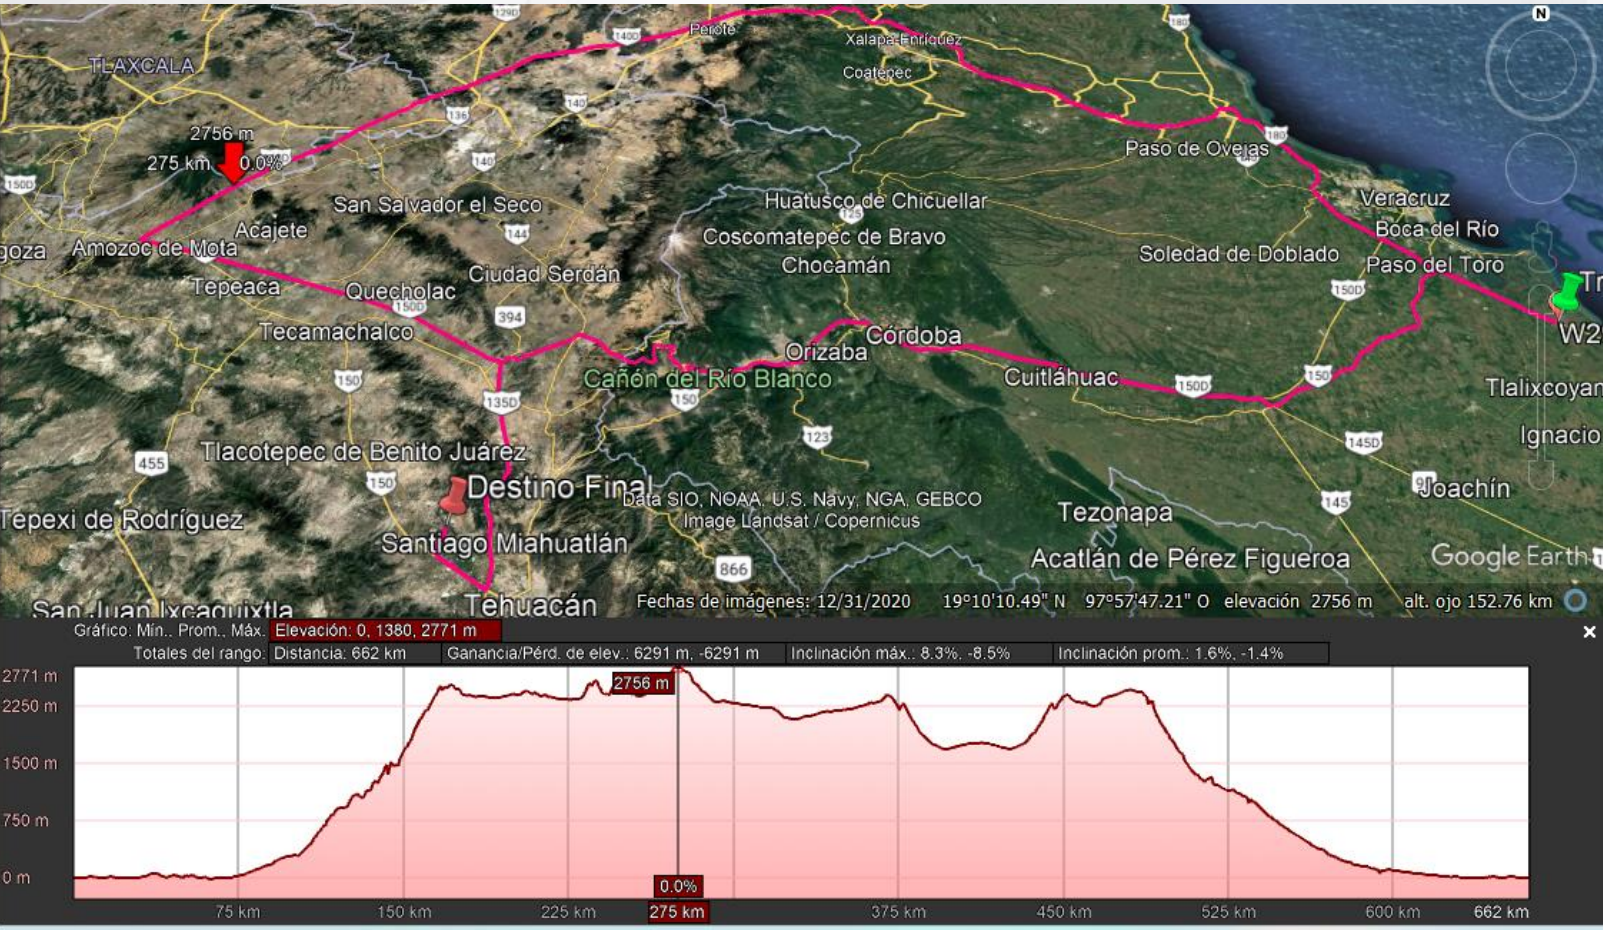 129D
N
180
Perote
140D
Xalapa-Enríquez
TLAXCALA
Coatepec
140
136
2756 m
180
Paso de Ovejas
275 km
0.0%
140
150D
San Salvador el Seco
Huatusco de Chicuellar
Veracruz
125
Acajete
144
Boca del Río
goza
Amozoc de Mota
Coscomatepec de Bravo
Soledad de Doblado
Chocamán
Paso del Toro
Ciudad Serdán
Tepeaca
Quecholac
150D
Tr
150D
394
Tecamachalco
Córdoba
W2
Orizaba
Cañón del Río Blanco
Cuitláhuac
150D
150
150
Tlalixcoyan
135D
150
123
145D
Ignacio
Tlacotepec de Benito Juárez
455
150
Destino Final
Joachín
Data SIO, NOAA, U.S. Navy, NGA, GEBCO
Image Landsat / Copernicus
145
Tepexi de Rodríguez
Tezonapa
Santiago Miahuatlán
866
Acatlán de Pérez Figueroa
Google Earth
San Juan Ixcaquixtla
Tehuacán
Fechas de imágenes: 12/31/2020 19°10'10.49" N 97°57'47.21" O elevación 2756 m alt. ojo 152.76 km
Gráfico: Mín., Prom., Máx. Elevación: 0, 1380, 2771 m
Totales del rango: Distancia: 662 km Ganancia/Pérd. de elev.: 6291 m, -6291 m Inclinación máx.: 8.3%, -8.5% Inclinación prom.: 1.6%, -1.4%
2771 m
2756 m
2250 m
1500 m
750 m
0 m
0.0%
75 km 150 km 225 km 275 km 375 km 450 km 525 km 600 km 662 km